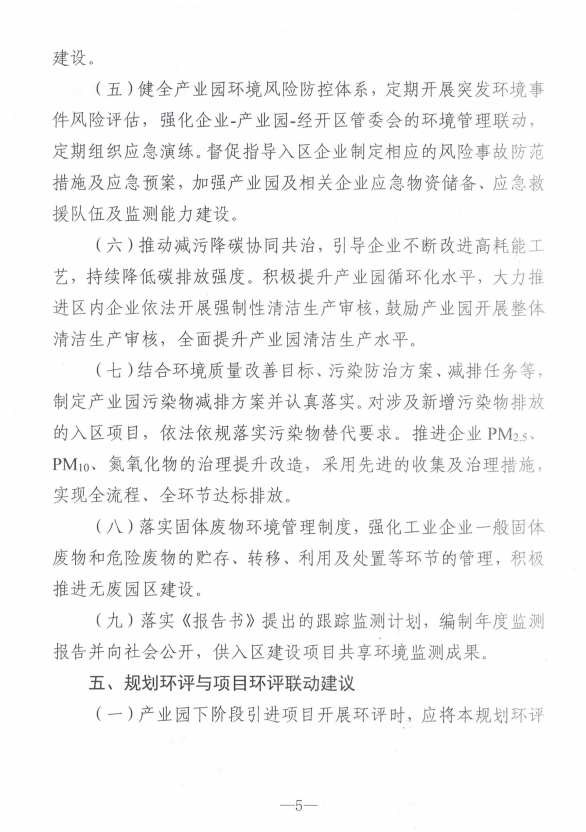 建设。
（五）健全产业园环境风险防控体系，定期开展突发环境事
件风险评估，强化企业-产业园-经开区管委会的环境管理联动，
定期组织应急演练。督促指导入区企业制定相应的风险事故防范
措施及应急预案，加强产业园及相关企业应急物资储备、应急救
援队伍及监测能力建设。
（六）推动减污降碳协同共治，引导企业不断改进高耗能工
艺，持续降低碳排放强度。积极提升产业园循环化水平，大力推
进区内企业依法开展强制性清洁生产审核，鼓励产业园开展整体
清洁生产审核，全面提升产业园清洁生产水平。
（七）结合环境质量改善目标、污染防治方案、减排任务等，
制定产业园污染物减排方案并认真落实。对涉及新增污染物排放
的入区项目，依法依规落实污染物替代要求。推进企业 PM2.5、
PM10、氮氧化物的治理提升改造，采用先进的收集及治理措施，
实现全流程、全环节达标排放。
（八）落实固体废物环境管理制度，强化工业企业一般固体
废物和危险废物的贮存、转移、利用及处置等环节的管理，积极
推进无废园区建设。
（九）落实《报告书》提出的跟踪监测计划，编制年度监测
报告并向社会公开，供入区建设项目共享环境监测成果。
五、规划环评与项目环评联动建议
（一）产业园下阶段引进项目开展环评时，应将本规划环评
—5—